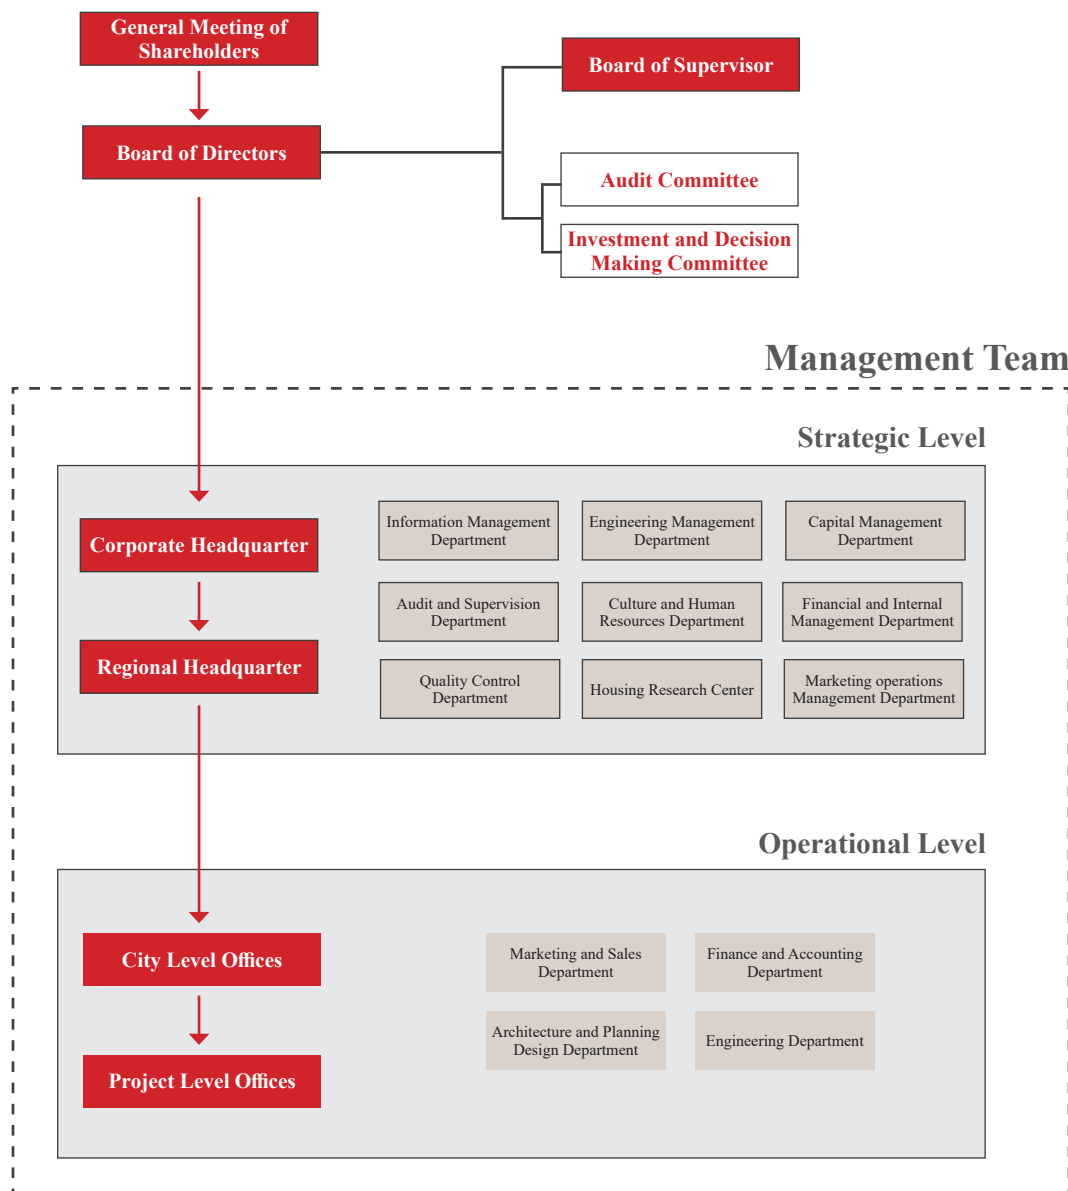 General Meeting of
Shareholders
Board of Supervisor
Board of Directors
Audit Committee
Investment and Decision
Making Committee
Management Team
Strategic Level
Corporate Headquarter
Regional Headquarter
Information Management
Department
Engineering Management
Department
Capital Management
Department
Audit and Supervision
Department
Culture and Human
Resources Department
Financial and Internal
Management Department
Quality Control
Department
Housing Research Center
Marketing operations
Management Department
Operational Level
City Level Offices
Project Level Offices
Marketing and Sales
Department
Finance and Accounting
Department
Architecture and Planning
Design Department
Engineering Department